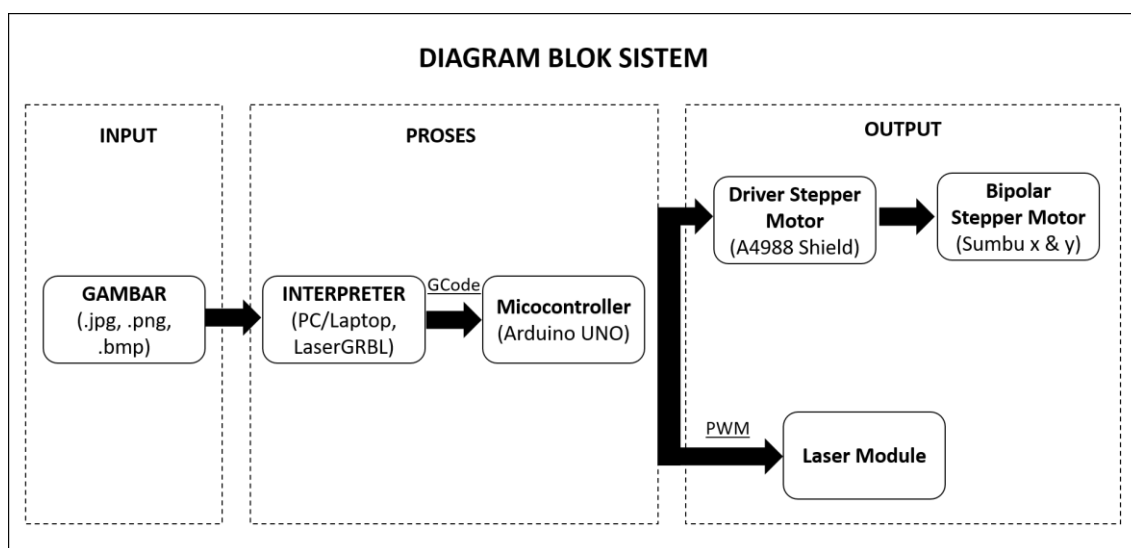 DIAGRAM BLOK SISTEM
INPUT
GAMBAR
(.jpg, .png,
.bmp)
PROSES
INTERPRETER
(PC/Laptop,
LaserGRBL)
GCode
Micocontroller
(Arduino UNO)
OUTPUT
Driver Stepper
Motor
(A4988 Shield)
Bipolar
Stepper Motor
(Sumbu x & y)
PWM
Laser Module